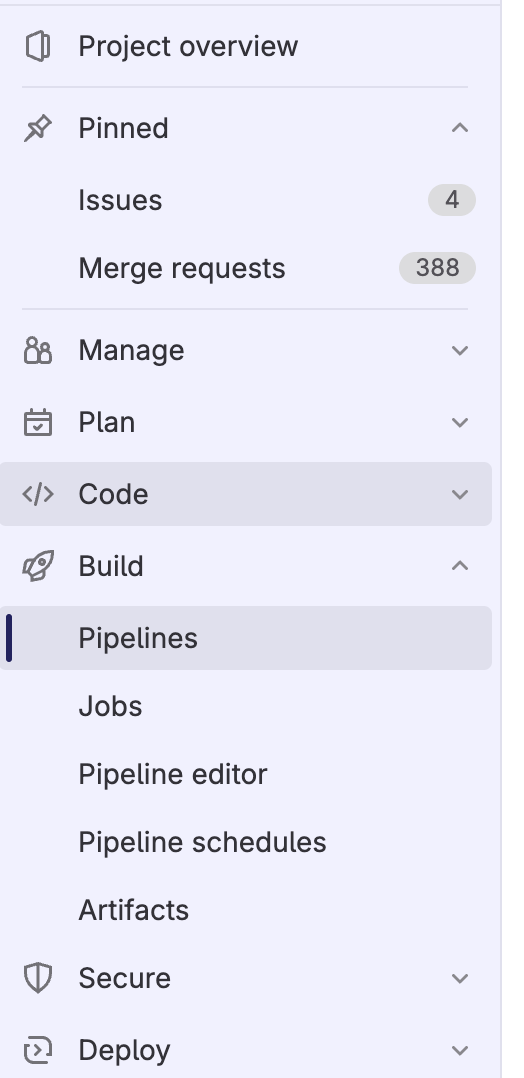 Project overview
Pinned
Issues 4
Merge requests 388
Manage
Plan
Code
Build
Pipelines
Jobs
Pipeline editor
Pipeline schedules
Artifacts
Secure
Deploy